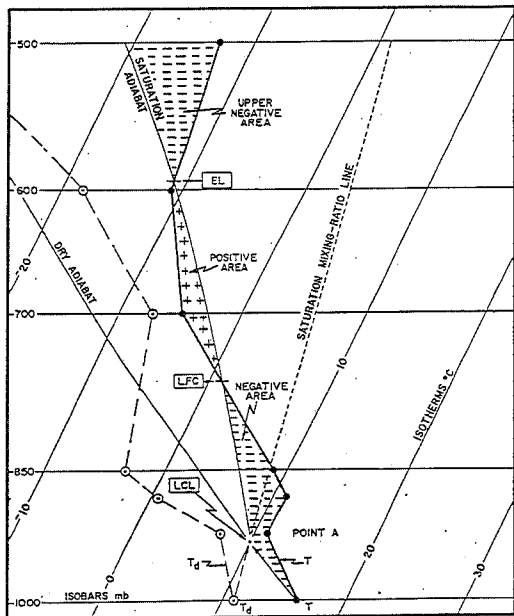 500
SATURATION
ADIABAT
UPPER
NEGATIVE
AREA
EL
600
-20
DRY ADIABAT
POSITIVE
AREA
SATURATION MIXING-RATIO LINE
700
LFC
NEGATIVE
AREA
10
ISOTHERMS °C
850
-10
LCL
POINT A
0
20
30
Td
T
ISOBARS mb
1000
Td
T